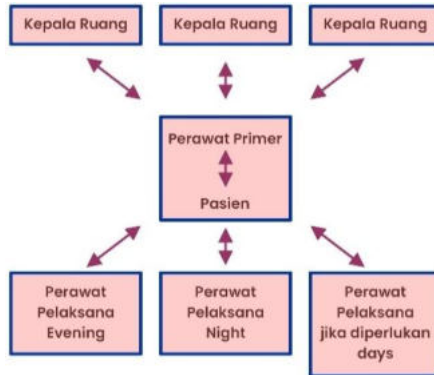 Kepala Ruang
Kepala Ruang
Kepala Ruang
Perawat Primer
Pasien
Perawat
Pelaksana
Evening
Perawat
Pelaksana
Night
Perawat
Pelaksana
jika diperlukan
days